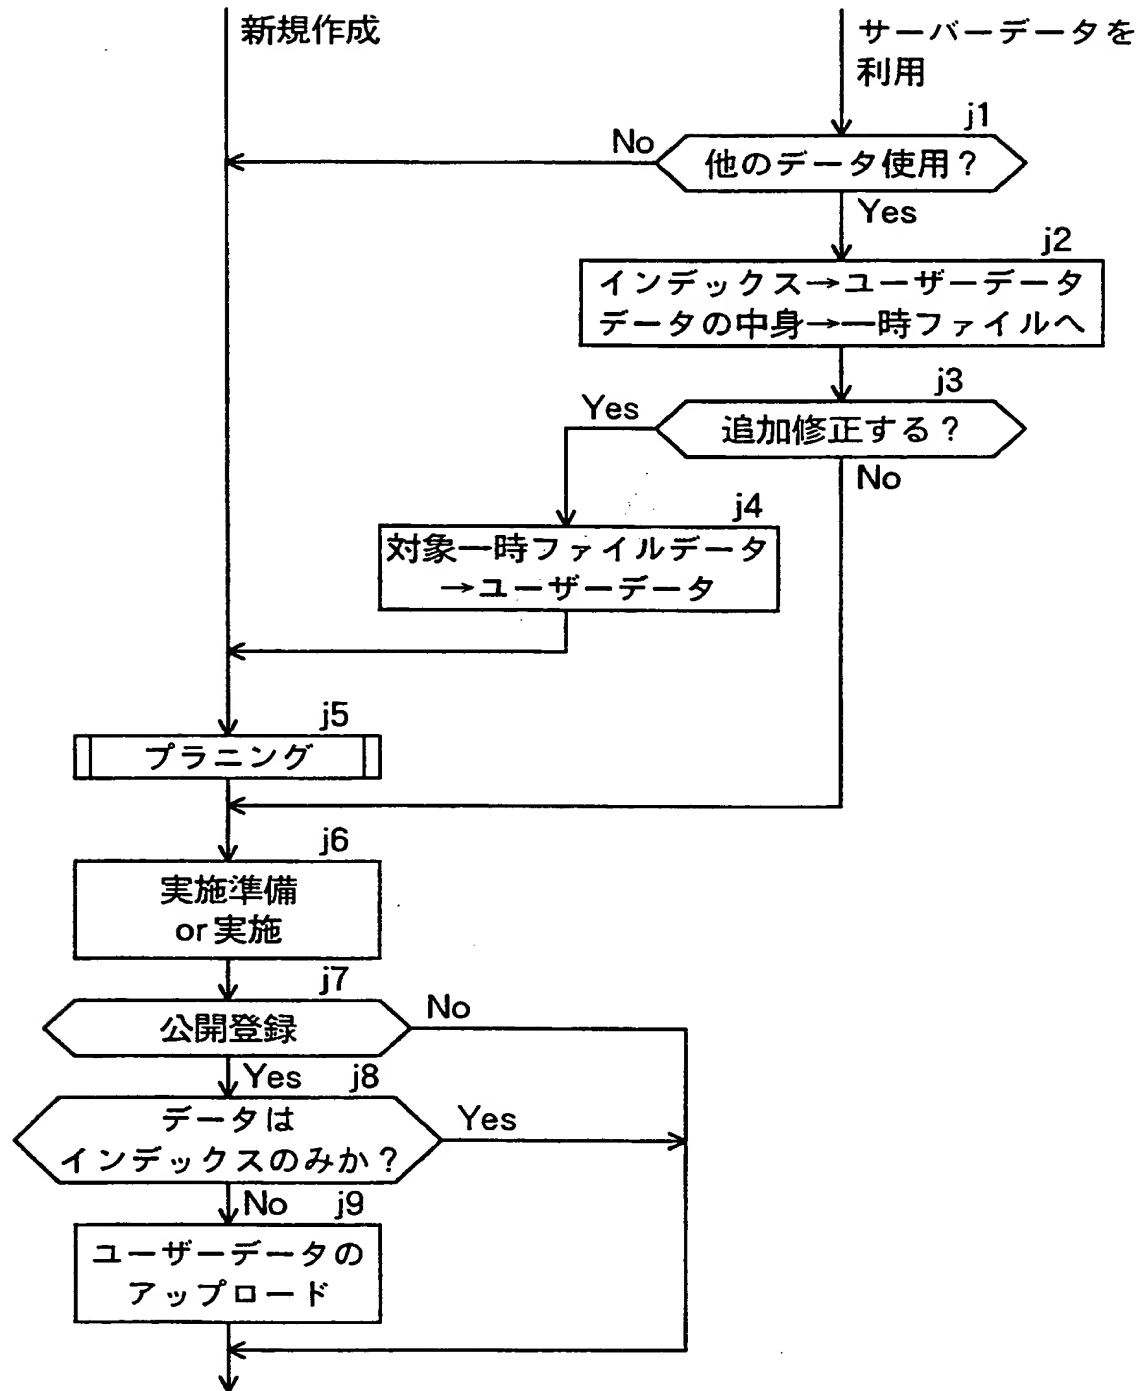 新規作成
サーバーデータを
利用
j1
No
他のデータ使用？
Yes
j2
インデックス→ユーザーデータ
データの中身→一時ファイルへ
j3
Yes
追加修正する？
No
j4
対象一時ファイルデータ
→ユーザーデータ
j5
プラニング
j6
実施準備
or実施
j7
No
公開登録
Yes
j8
データは
インデックスのみか？
Yes
No
j9
ユーザーデータの
アップロード